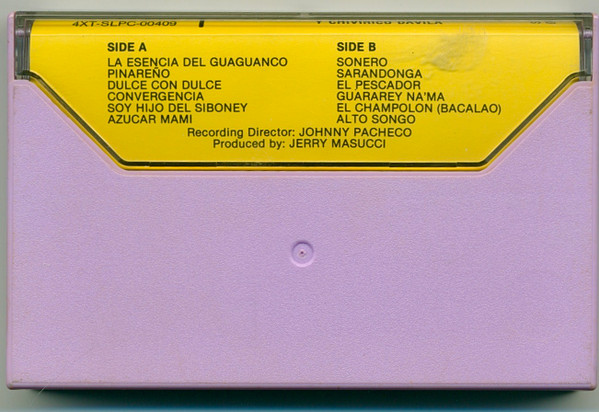 4XT-SLPC-00409
Y CHIVIRICO DAVILA
SIDE A
LA ESENCIA DEL GUAGUANCO
PINAREÑO
DULCE CON DULCE
CONVERGENCIA
SOY HIJO DEL SIBONEY
AZUCAR MAMI
SIDE B
SONERO
SARANDONGA
EL PESCADOR
GUARAREY NA'MA
EL CHAMPOLON (BACALAO)
ALTO SONGO
Recording Director: JOHNNY PACHECO
Produced by: JERRY MASUCCI